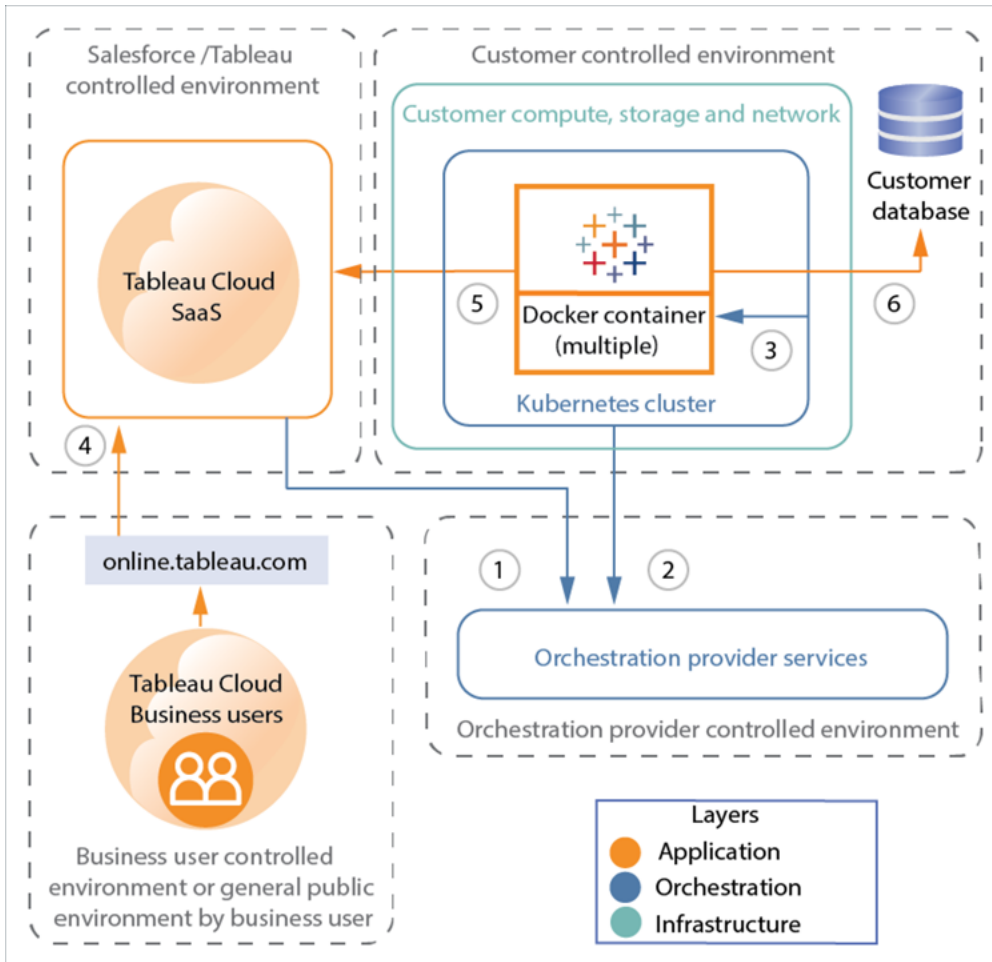 Salesforce /Tableau
controlled environment
Tableau Cloud
SaaS
Customer controlled environment
Customer compute, storage and network
Customer
database
Docker container
(multiple)
Kubernetes cluster
5
3
6
4
online.tableau.com
Tableau Cloud
Business users
Business user controlled
environment or general public
environment by business user
1
2
Orchestration provider services
Orchestration provider controlled environment
Layers
Application
Orchestration
Infrastructure